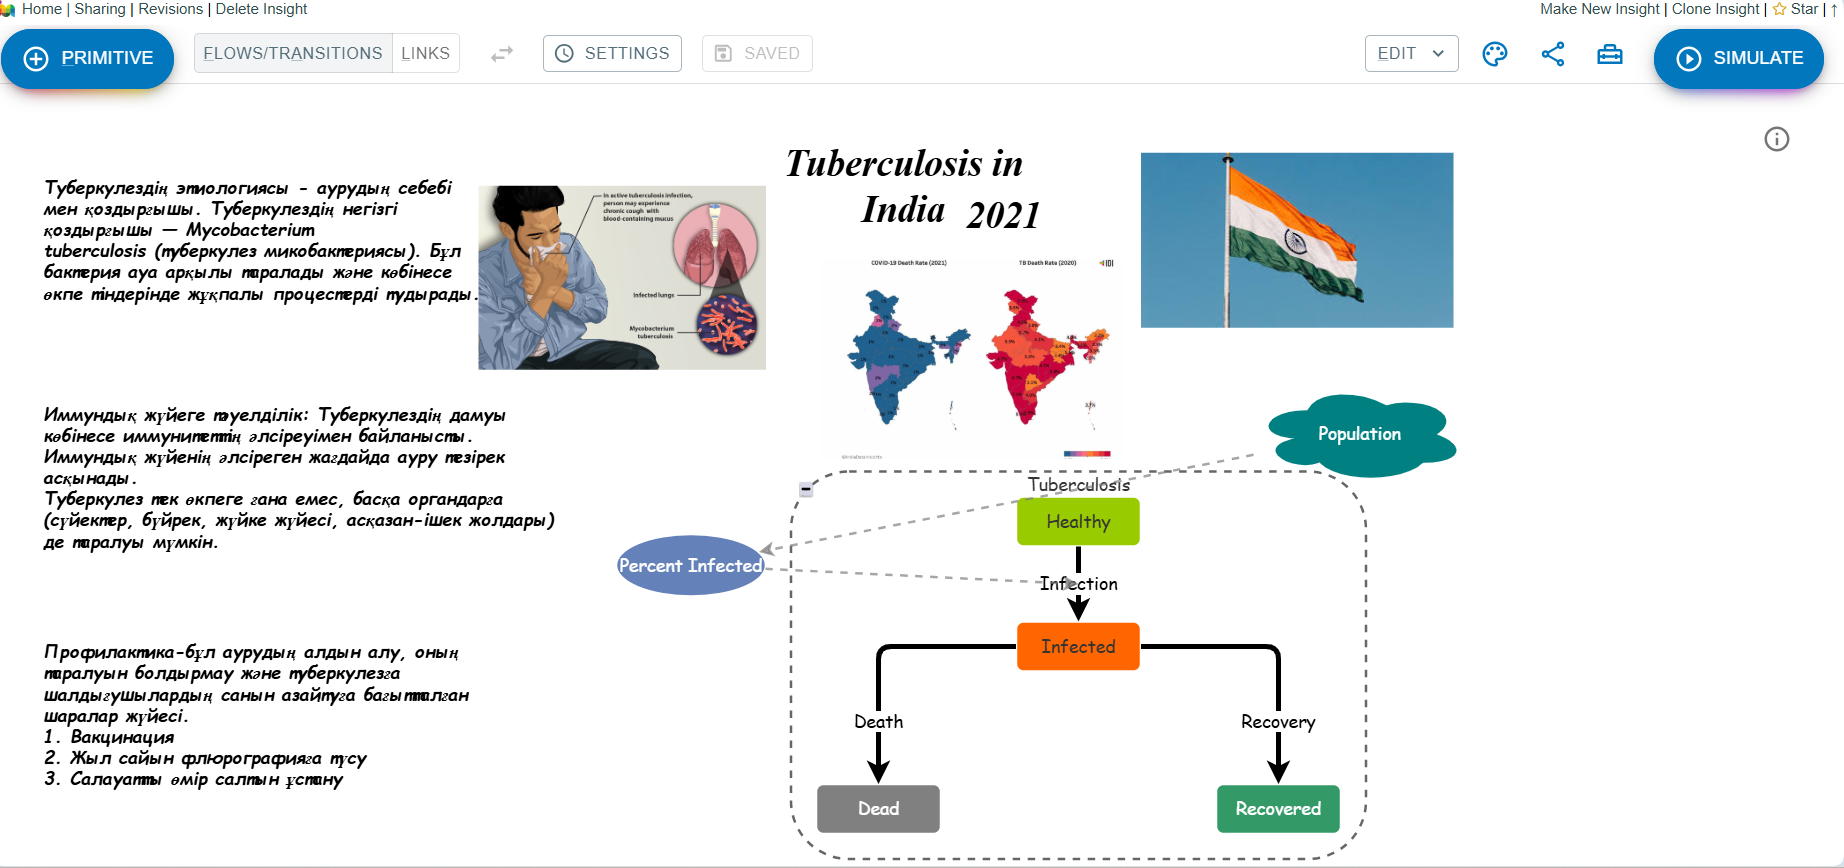 Home | Sharing | Revisions | Delete Insight
Make New Insight | Clone Insight | Star | ↑
PRIMITIVE
FLOWS/TRANSITIONS
LINKS
SETTINGS
SAVED
EDIT
SIMULATE
Tuberculosis in
India 2021
Туберкулездің этиологиясы - аурудың себебі
мен қоздырғышы. Туберкулездің негізгі
қоздырғышы — Mycobacterium
tuberculosis (туберкулез микобактериясы). Бұл
бактерия ауа арқылы таралады және көбінесе
өкпе тіндерінде жұқпалы процестерді тудырады.
In active tuberculosis infection,
person may experience
chronic cough with
blood-containing mucus
Infected lungs
Mycobacterium
tuberculosis
COVID-19 Death Rate (2021)
TB Death Rate (2020)
Иммундық жүйеге тәуелділік: Туберкулездің дамуы
көбінесе иммунитеттің әлсіреуімен байланысты.
Иммундық жүйенің әлсіреген жағдайда ауру тезірек
асқынады.
Туберкулез тек өкпеге ғана емес, басқа органдарға
(сүйектер, бүйрек, жүйке жүйесі, асқазан-ішек жолдары)
де таралуы мүмкін.
Population
Tuberculosis
Healthy
Percent Infected
Infection
Infected
Death
Recovery
Dead
Recovered
Профилактика-бұл аурудың алдын алу, оның
таралуын болдырмау және туберкулезға
шалдығушылардың санын азайтуға бағытталған
шаралар жүйесі.
1. Вакцинация
2. Жыл сайын флюрографияға түсу
3. Салауатты өмір салтын ұстану